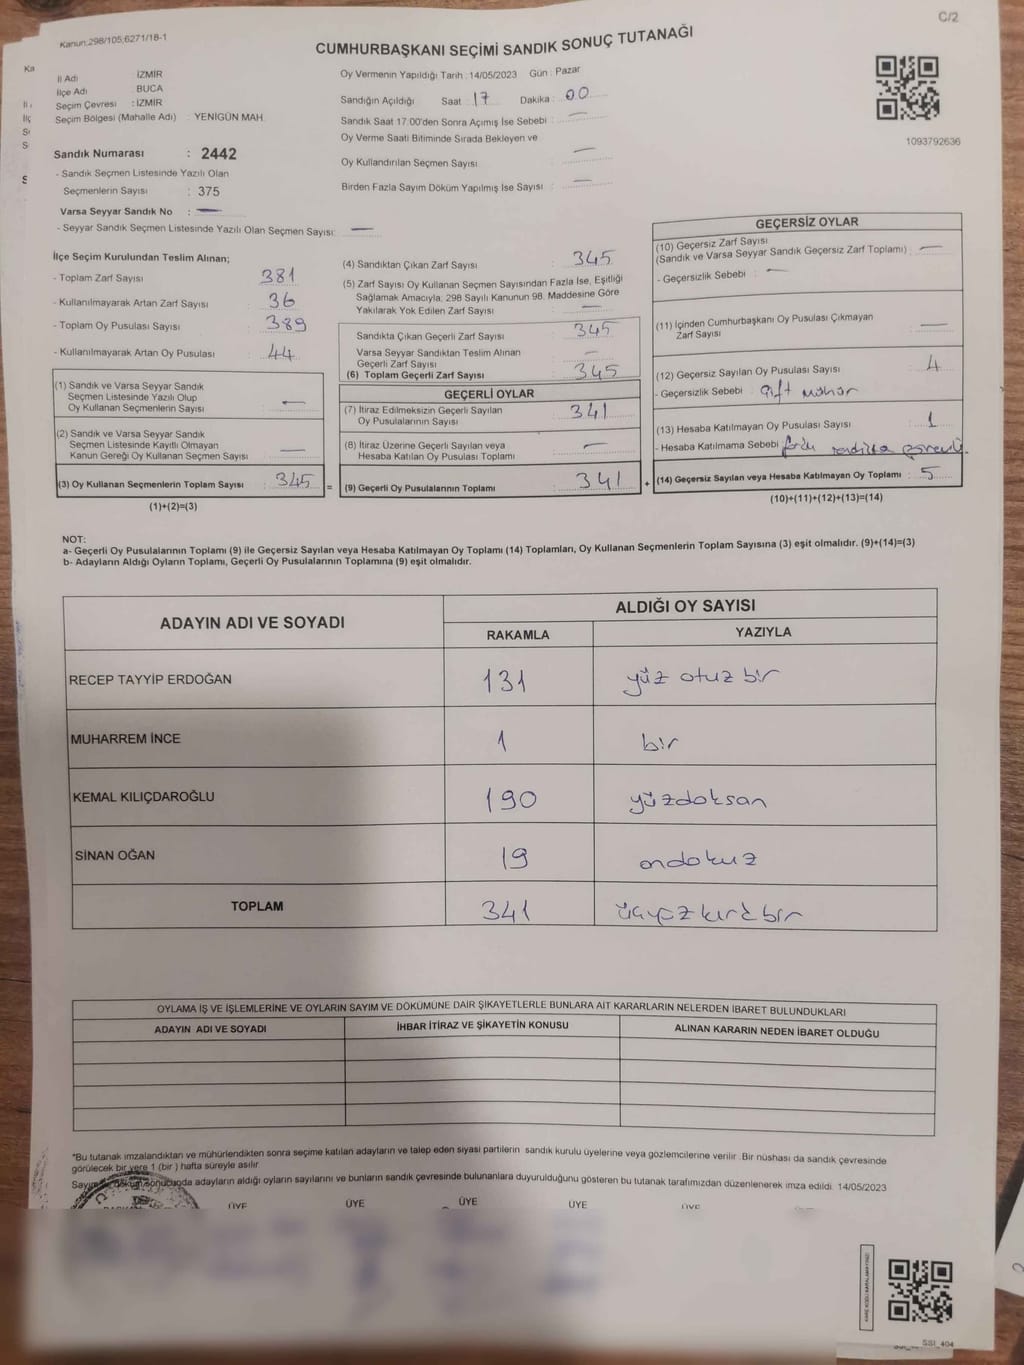 C/2
Kanun;298/105;6271/18-1
CUMHURBAŞKANI SEÇİMİ SANDIK SONUÇ TUTANAĞI
İl Adı İZMİR
İlçe Adı BUCA
Seçim Çevresi : İZMİR
Seçim Bölgesi (Mahalle Adı) : YENİGÜN MAH.
Sandık Numarası : 2442
- Sandık Seçmen Listesinde Yazılı Olan
Seçmenlerin Sayısı : 375
Varsa Seyyar Sandık No : —
- Seyyar Sandık Seçmen Listesinde Yazılı Olan Seçmen Sayısı: —
Oy Vermenin Yapıldığı Tarih : 14/05/2023 Gün : Pazar
Sandığın Açıldığı Saat : 17 Dakika : 00
Sandık Saat 17.00'den Sonra Açımış İse Sebebi : —
Oy Verme Saati Bitiminde Sırada Bekleyen ve
Oy Kullandırılan Seçmen Sayısı : —
Birden Fazla Sayım Döküm Yapılmış İse Sayısı : —
1093792636
İlçe Seçim Kurulundan Teslim Alınan;
- Toplam Zarf Sayısı : 381
- Kullanılmayarak Artan Zarf Sayısı : 36
- Toplam Oy Pusulası Sayısı : 389
- Kullanılmayarak Artan Oy Pusulası : 44
(1) Sandık ve Varsa Seyyar Sandık
Seçmen Listesinde Yazılı Olup
Oy Kullanan Seçmenlerin Sayısı : —
(2) Sandık ve Varsa Seyyar Sandık
Seçmen Listesinde Kayıtlı Olmayan
Kanun Gereği Oy Kullanan Seçmen Sayısı : —
(3) Oy Kullanan Seçmenlerin Toplam Sayısı : 345 =
(1)+(2)=(3)
(4) Sandıktan Çıkan Zarf Sayısı : 345
(5) Zarf Sayısı Oy Kullanan Seçmen Sayısından Fazla İse, Eşitliği
Sağlamak Amacıyla; 298 Sayılı Kanunun 98. Maddesine Göre
Yakılarak Yok Edilen Zarf Sayısı : —
Sandıkta Çıkan Geçerli Zarf Sayısı : 345
Varsa Seyyar Sandıktan Teslim Alınan
Geçerli Zarf Sayısı : —
(6) Toplam Geçerli Zarf Sayısı : 345
GEÇERLİ OYLAR
(7) İtiraz Edilmeksizin Geçerli Sayılan
Oy Pusulalarının Sayısı : 341
(8) İtiraz Üzerine Geçerli Sayılan veya
Hesaba Katılan Oy Pusulası Toplamı : —
(9) Geçerli Oy Pusulalarının Toplamı : 341 +
GEÇERSİZ OYLAR
(10) Geçersiz Zarf Sayısı
(Sandık ve Varsa Seyyar Sandık Geçersiz Zarf Toplamı) : —
- Geçersizlik Sebebi : —
(11) İçinden Cumhurbaşkanı Oy Pusulası Çıkmayan
Zarf Sayısı : —
(12) Geçersiz Sayılan Oy Pusulası Sayısı : 4
- Geçersizlik Sebebi : Çift mühür
(13) Hesaba Katılmayan Oy Pusulası Sayısı : 1
- Hesaba Katılmama Sebebi
(14) Geçersiz Sayılan veya Hesaba Katılmayan Oy Toplamı : 5
(10)+(11)+(12)+(13)=(14)
NOT:
a- Geçerli Oy Pusulalarının Toplamı (9) ile Geçersiz Sayılan veya Hesaba Katılmayan Oy Toplamı (14) Toplamları, Oy Kullanan Seçmenlerin Toplam Sayısına (3) eşit olmalıdır. (9)+(14)=(3)
b- Adayların Aldığı Oyların Toplamı, Geçerli Oy Pusulalarının Toplamına (9) eşit olmalıdır.
ADAYIN ADI VE SOYADI ALDIĞI OY SAYISI
RAKAMLA YAZIYLA
RECEP TAYYİP ERDOĞAN 131 yüz otuz bir
MUHARREM İNCE 1 bir
KEMAL KILIÇDAROĞLU 190 yüzdoksan
SİNAN OĞAN 19 ondokuz
TOPLAM 341 üçyüzkırkbir
OYLAMA İŞ VE İŞLEMLERİNE VE OYLARIN SAYIM VE DÖKÜMÜNE DAİR ŞİKAYETLERLE BUNLARA AİT KARARLARIN NELERDEN İBARET BULUNDUKLARI
ADAYIN ADI VE SOYADI İHBAR İTİRAZ VE ŞİKAYETİN KONUSU ALINAN KARARIN NEDEN İBARET OLDUĞU
"Bu tutanak imzalandıktan ve mühürlendikten sonra seçime katılan adayların ve talep eden siyasi partilerin sandık kurulu üyelerine veya gözlemcilerine verilir .Bir nüshası da sandık çevresinde
görülecek bir yere 1 (bir ) hafta süreyle asılır.
sonucunda adayların aldığı oyların sayılarını ve bunların sandık çevresinde bulunanlara duyurulduğunu gösteren bu tutanak tarafımızdan düzenlenerek imza edildi. 14/05/2023
ÜYE ÜYE ÜYE ÜYE ÜYE
SSI_404